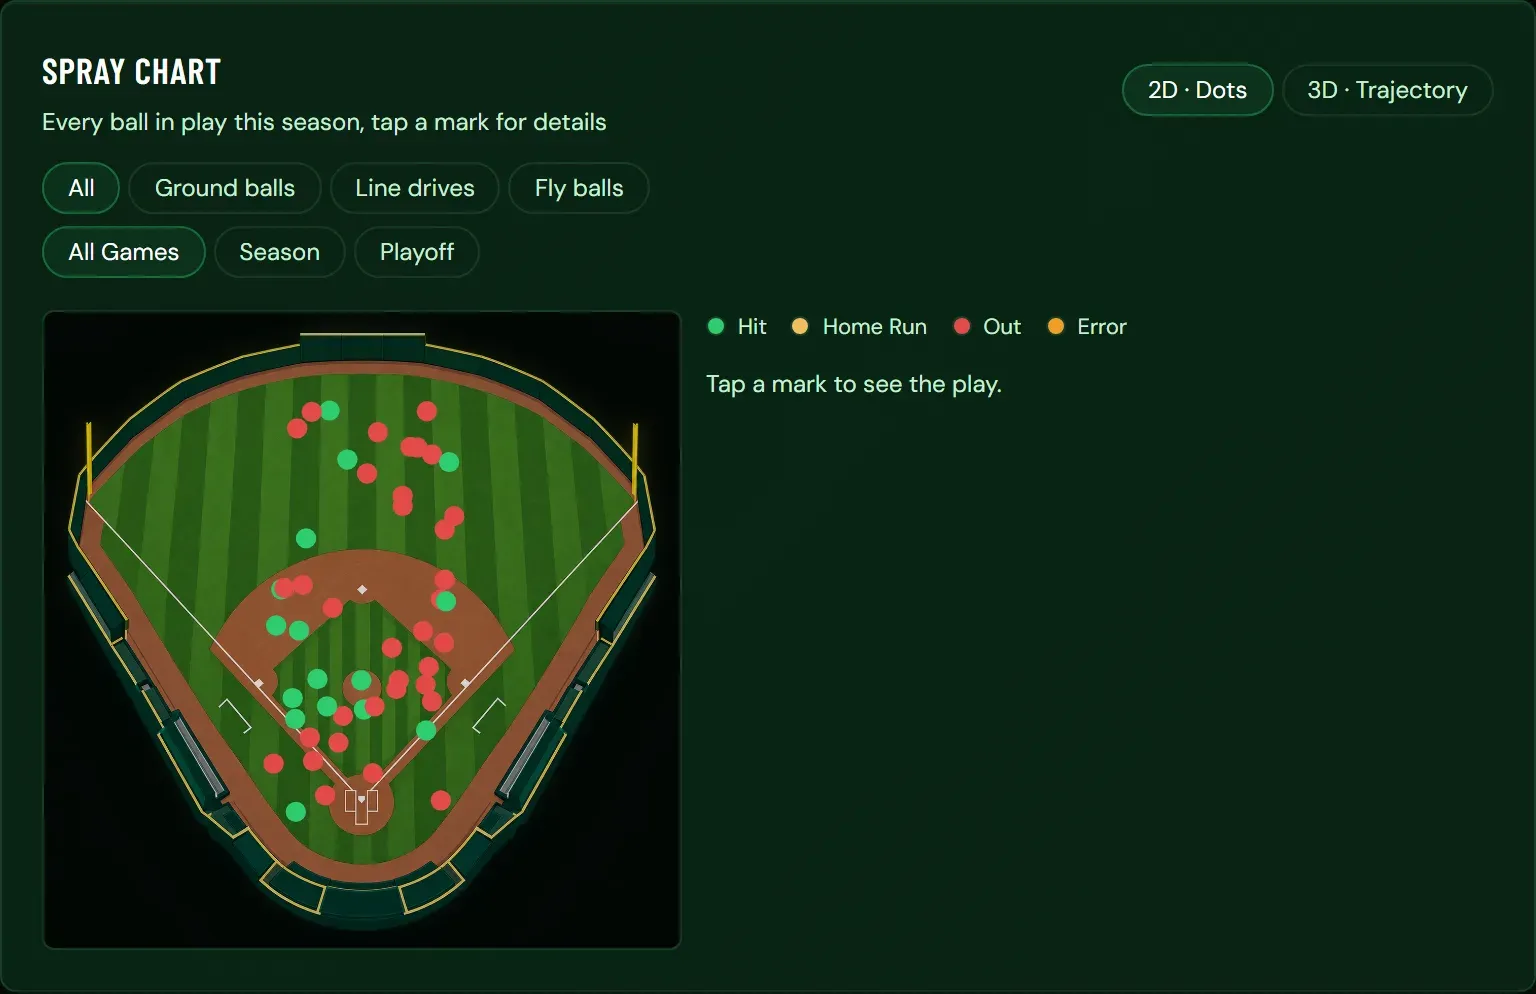 SPRAY CHART
Every ball in play this season, tap a mark for details
2D · Dots
3D · Trajectory
All
Ground balls
Line drives
Fly balls
All Games
Season
Playoff
Hit
Home Run
Out
Error
Tap a mark to see the play.